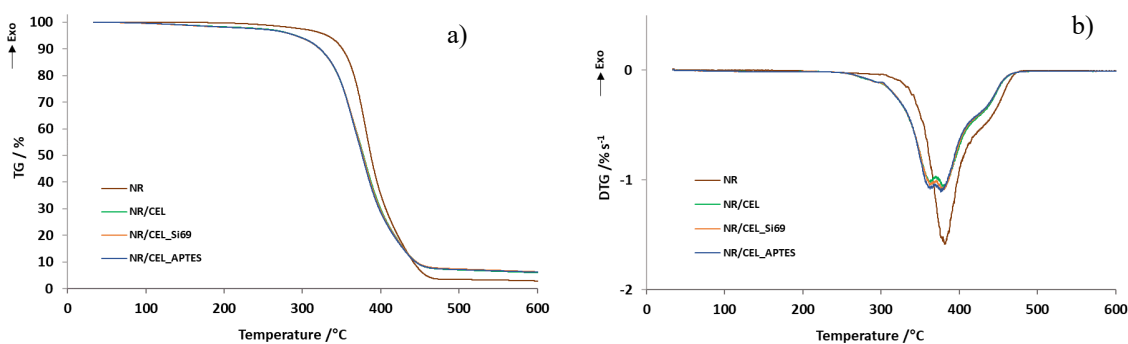 a)
→ Exo
100
90
80
70
60
50
40
30
20
10
0
TG / %
NR
NR/CEL
NR/CEL_Si69
NR/CEL_APTES
0 100 200 300 400 500 600
Temperature /°C
b)
→ Exo
0
-1
-2
DTG /% s⁻¹
NR
NR/CEL
NR/CEL_Si69
NR/CEL_APTES
0 100 200 300 400 500 600
Temperature /°C